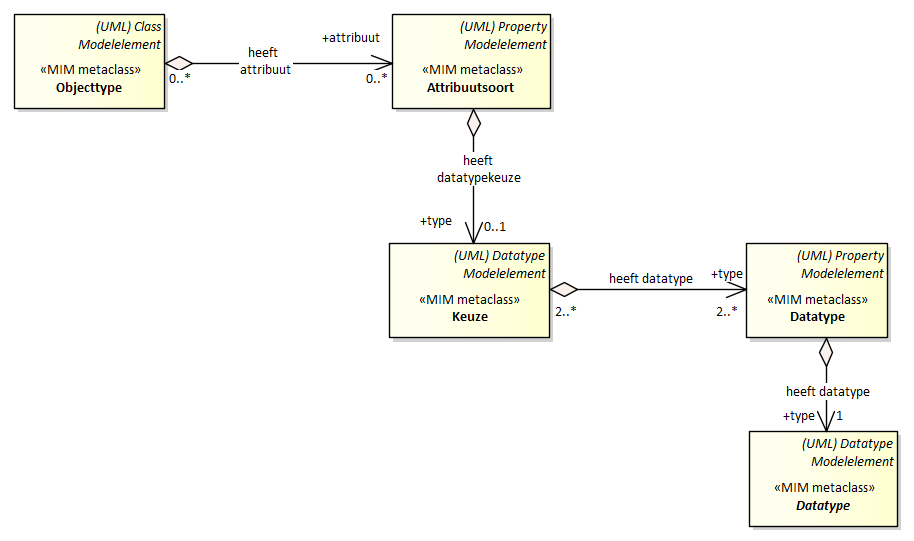 (UML) Class
Modelelement
«MIM metaclass»
Objecttype
heeft
attribuut
+attribuut
0..*
0..*
(UML) Property
Modelelement
«MIM metaclass»
Attribuutsoort
heeft
datatypekeuze
+type
0..1
(UML) Datatype
Modelelement
«MIM metaclass»
Keuze
heeft datatype
+type
2..*
2..*
(UML) Property
Modelelement
«MIM metaclass»
Datatype
heeft datatype
+type
1
(UML) Datatype
Modelelement
«MIM metaclass»
Datatype